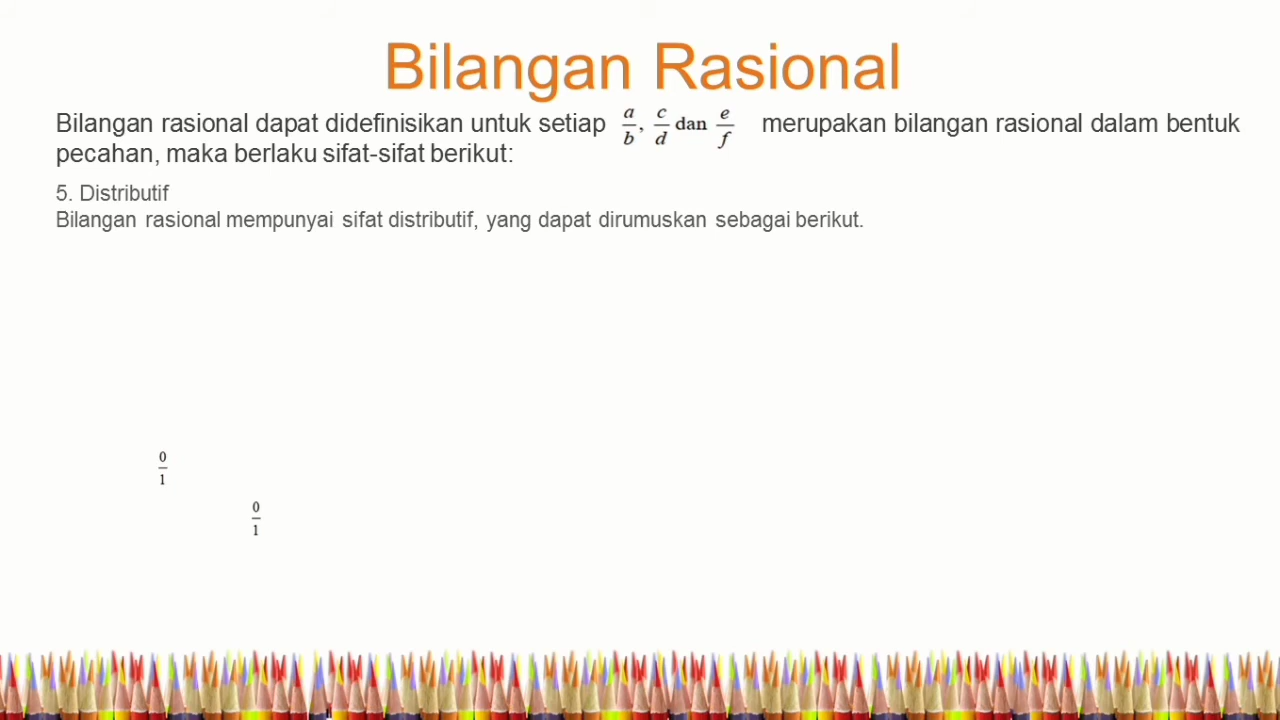 Bilangan Rasional
Bilangan rasional dapat didefinisikan untuk setiap a/b, c/d dan e/f merupakan bilangan rasional dalam bentuk
pecahan, maka berlaku sifat-sifat berikut:
5. Distributif
Bilangan rasional mempunyai sifat distributif, yang dapat dirumuskan sebagai berikut.
0/1
0/1